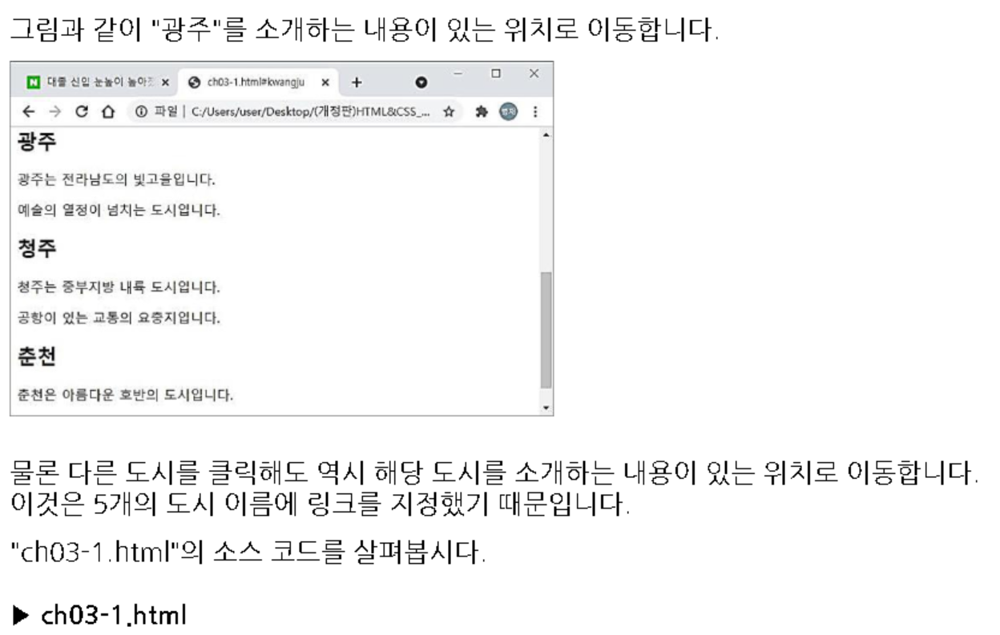 그림과 같이 "광주"를 소개하는 내용이 있는 위치로 이동합니다.
N 대졸 신입 눈높이 높아
ch03-1.html#kwangju
파일 | C:/Users/user/Desktop/(개정판)HTML&CSS_...
광주
광주는 전라남도의 빛고을입니다.
예술의 열정이 넘치는 도시입니다.
청주
청주는 중부지방 내륙 도시입니다.
공항이 있는 교통의 요충지입니다.
춘천
춘천은 아름다운 호반의 도시입니다.
물론 다른 도시를 클릭해도 역시 해당 도시를 소개하는 내용이 있는 위치로 이동합니다.
이것은 5개의 도시 이름에 링크를 지정했기 때문입니다.
"ch03-1.html"의 소스 코드를 살펴봅시다.
▶ ch03-1.html